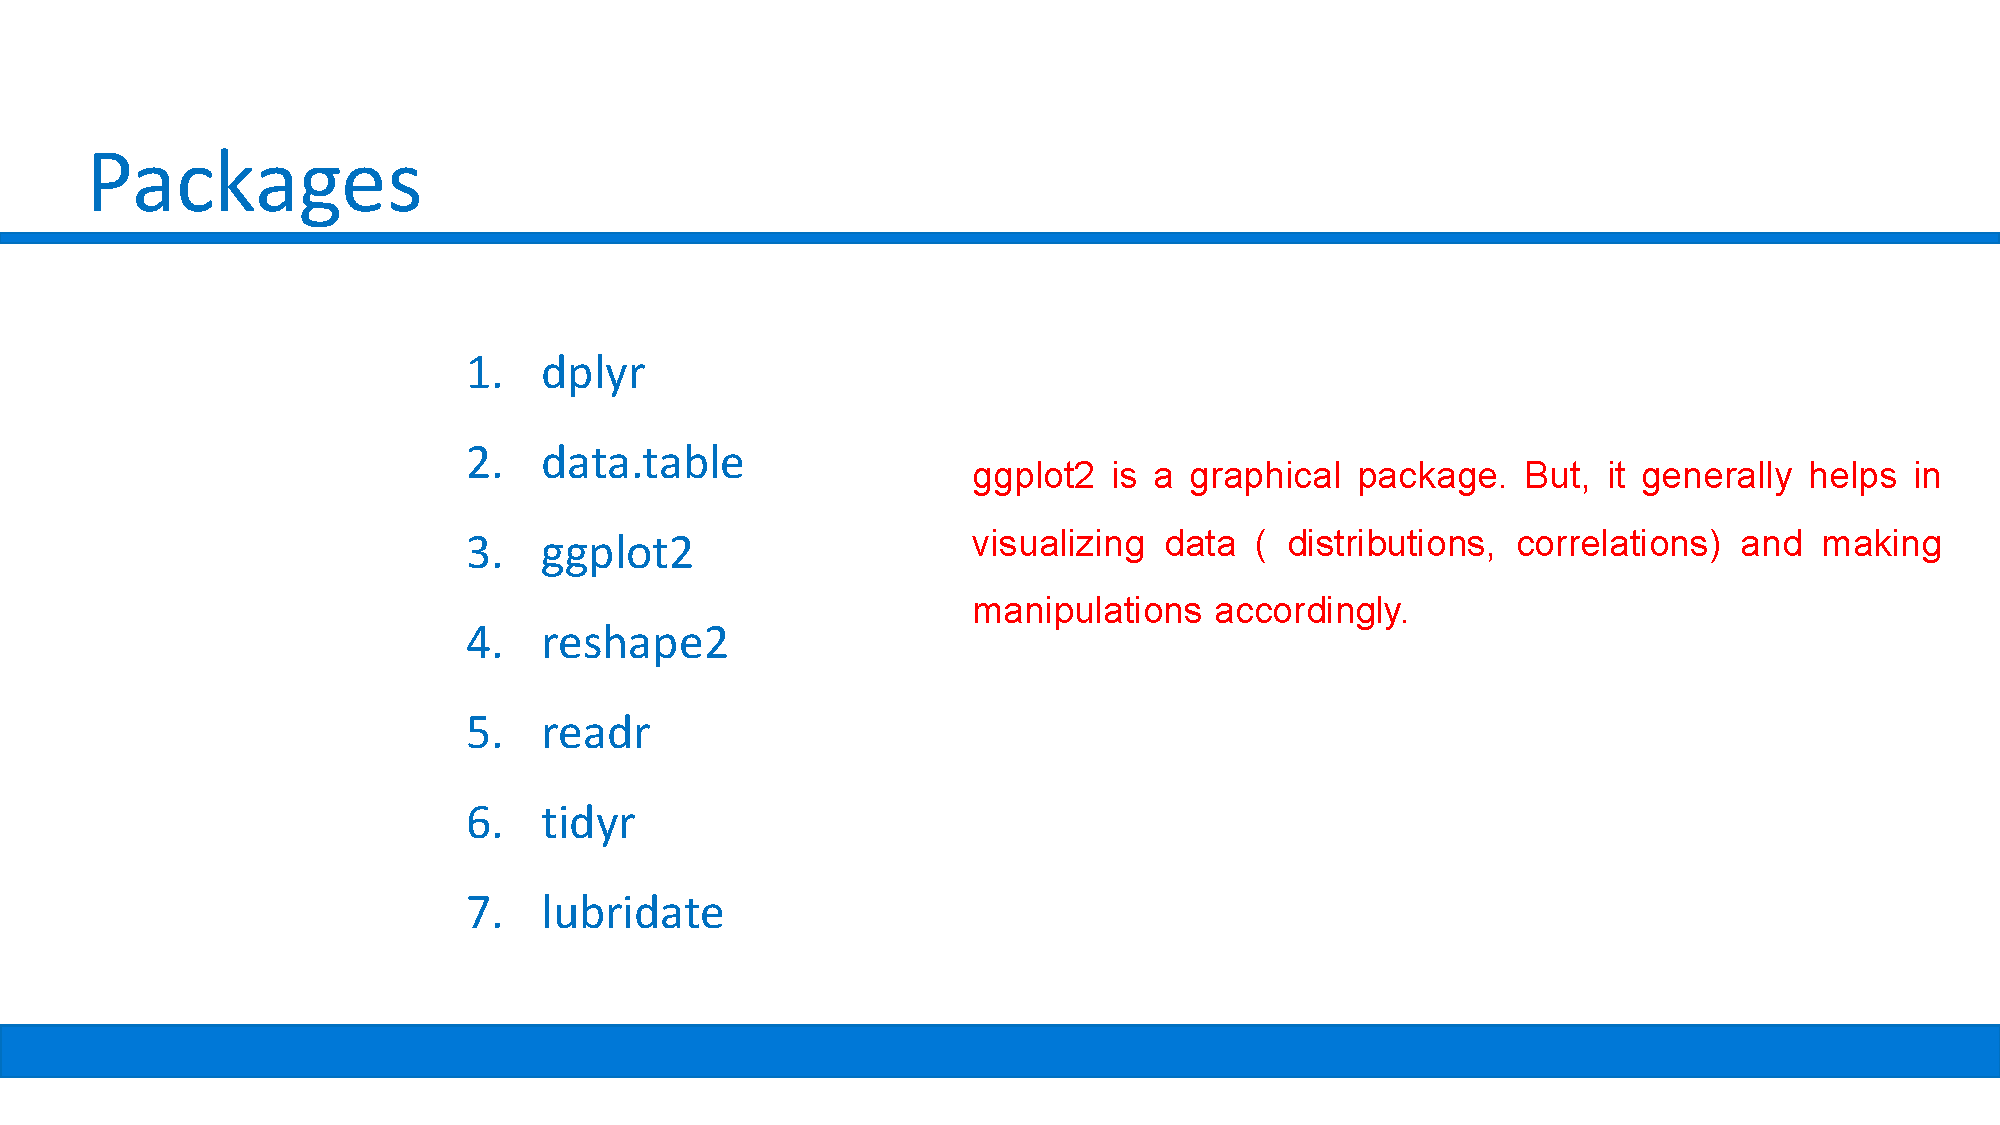 Packages
1. dplyr
2. data.table
3. ggplot2
4. reshape2
5. readr
6. tidyr
7. lubridate
ggplot2 is a graphical package. But, it generally helps in
visualizing data ( distributions, correlations) and making
manipulations accordingly.